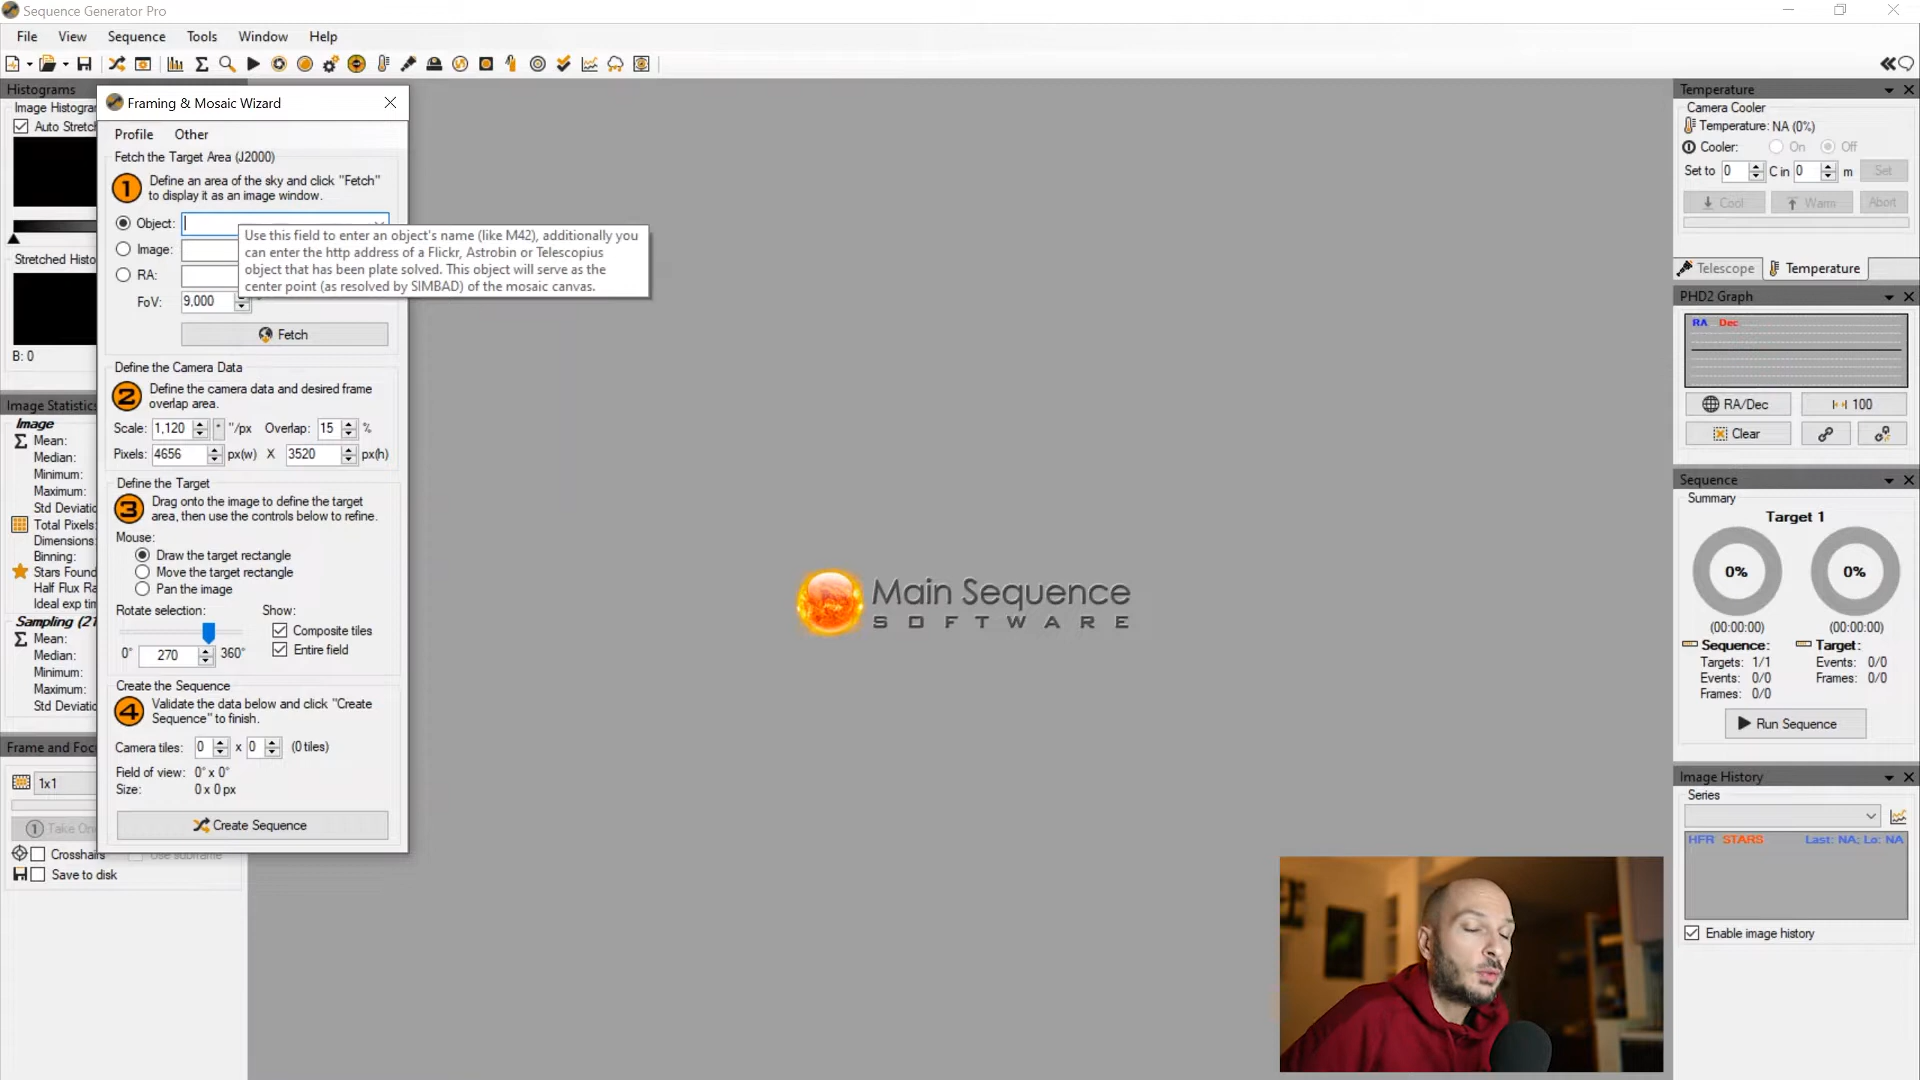 Sequence Generator Pro
File View Sequence Tools Window Help
Histograms
Image Histogra
Auto Stretc
Stretched Histo
B: 0
Image Statistics
Image
Mean:
Median:
Minimum:
Maximum:
Std Deviatio
Total Pixels:
Dimensions:
Binning:
Stars Found
Half Flux Ra
Ideal exp tim
Sampling (21
Mean:
Median:
Minimum:
Maximum:
Std Deviatio
Frame and Foc
1x1
1 Take On
Crosshairs Use subframe
Save to disk
Framing & Mosaic Wizard
Profile Other
Fetch the Target Area (J2000)
1 Define an area of the sky and click "Fetch"
to display it as an image window.
Object:
Image:
RA:
FoV: 9,000 °
Use this field to enter an object's name (like M42), additionally you
can enter the http address of a Flickr, Astrobin or Telescopius
object that has been plate solved. This object will serve as the
center point (as resolved by SIMBAD) of the mosaic canvas.
Fetch
Define the Camera Data
2 Define the camera data and desired frame
overlap area.
Scale: 1,120 * "/px Overlap: 15 %
Pixels: 4656 px(w) X 3520 px(h)
Define the Target
3 Drag onto the image to define the target
area, then use the controls below to refine.
Mouse:
Draw the target rectangle
Move the target rectangle
Pan the image
Rotate selection: Show:
Composite tiles
0° 270 360° Entire field
Create the Sequence
4 Validate the data below and click "Create
Sequence" to finish.
Camera tiles: 0 x 0 (0 tiles)
Field of view: 0° x 0°
Size: 0 x 0 px
Create Sequence
Main Sequence
SOFTWARE
Temperature
Camera Cooler
Temperature: NA (0%)
Cooler: On Off
Set to 0 C in 0 m Set
Cool Warm Abort
Telescope Temperature
PHD2 Graph
RA Dec
RA/Dec 100
Clear
Sequence
Summary
Target 1
0% 0%
(00:00:00) (00:00:00)
Sequence: Target:
Targets: 1/1 Events: 0/0
Events: 0/0 Frames: 0/0
Frames: 0/0
Run Sequence
Image History
Series
HFR STARS Last: NA; Lo: NA
Enable image history